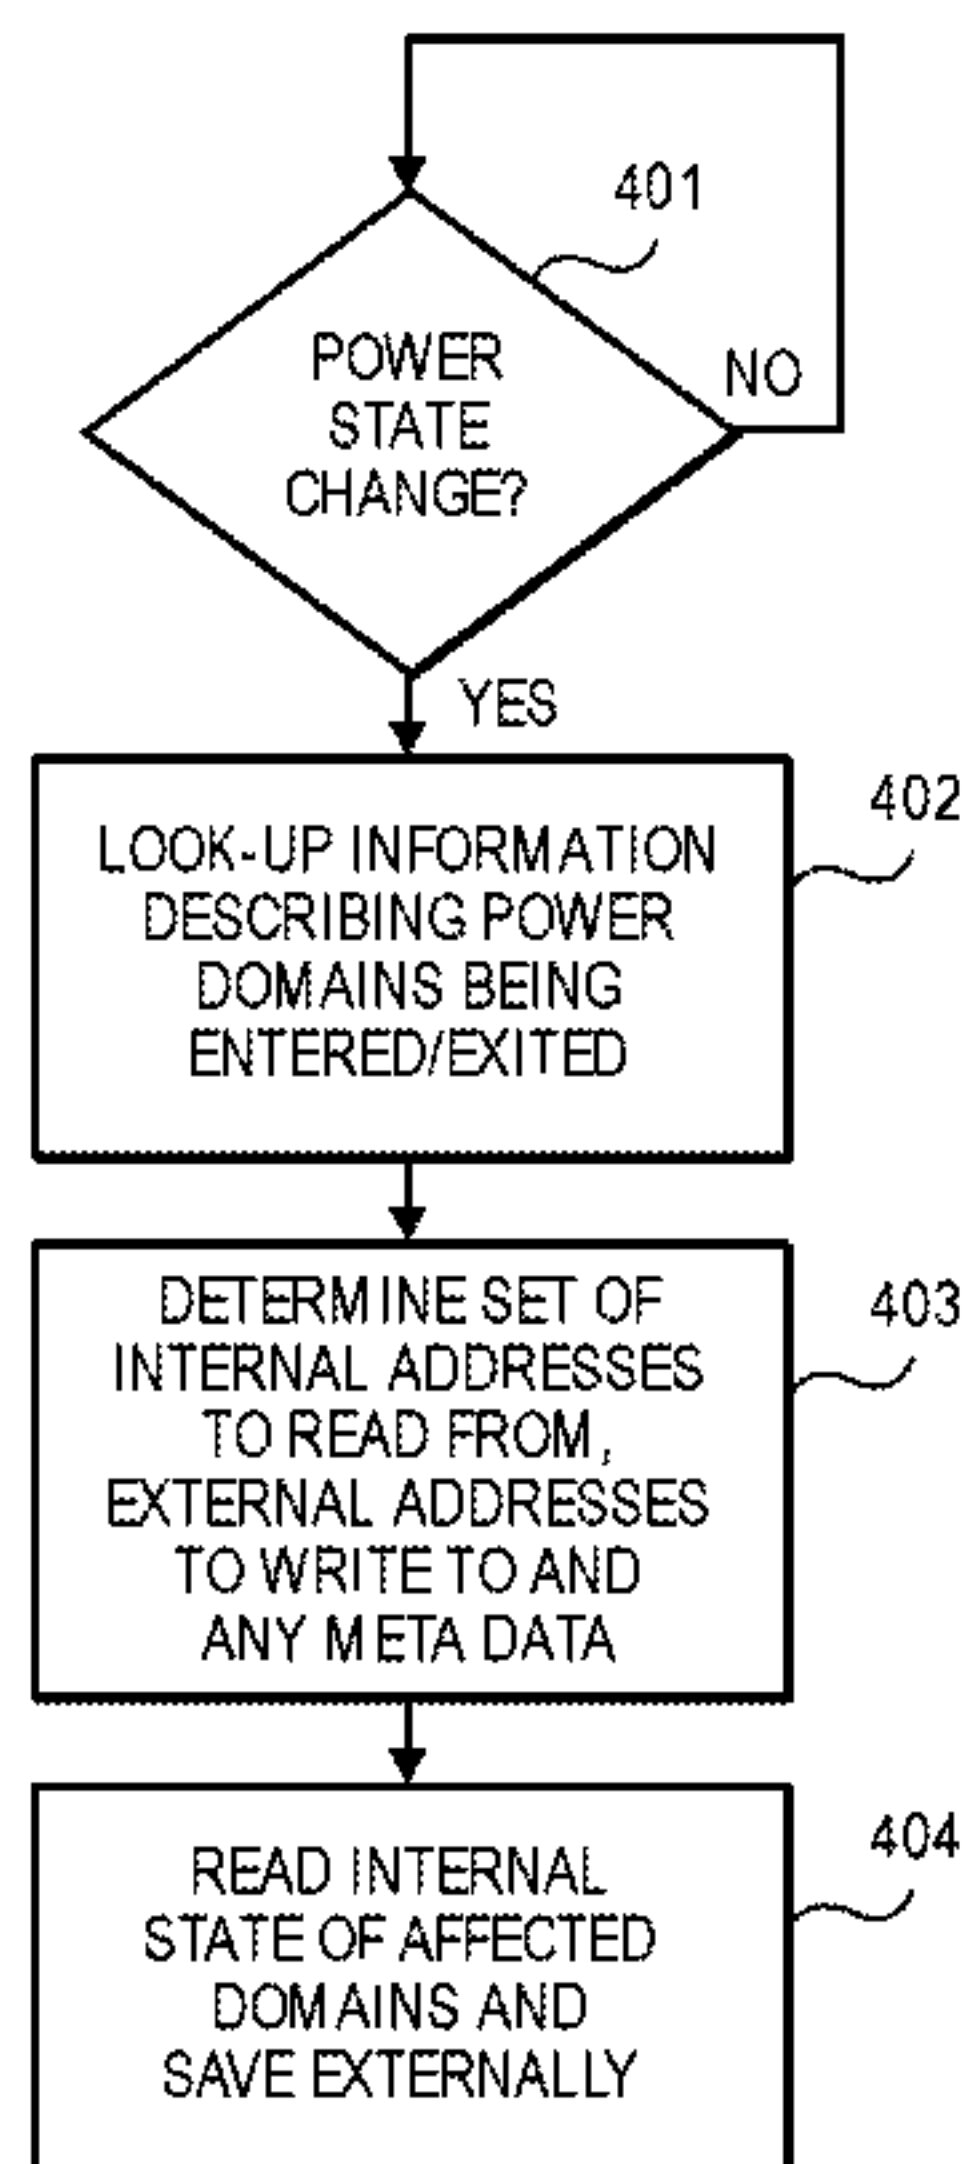 401
POWER
STATE
CHANGE?
NO
YES
402
LOOK-UP INFORMATION
DESCRIBING POWER
DOMAINS BEING
ENTERED/EXITED
403
DETERMINE SET OF
INTERNAL ADDRESSES
TO READ FROM,
EXTERNAL ADDRESSES
TO WRITE TO AND
ANY META DATA
404
READ INTERNAL
STATE OF AFFECTED
DOMAINS AND
SAVE EXTERNALLY